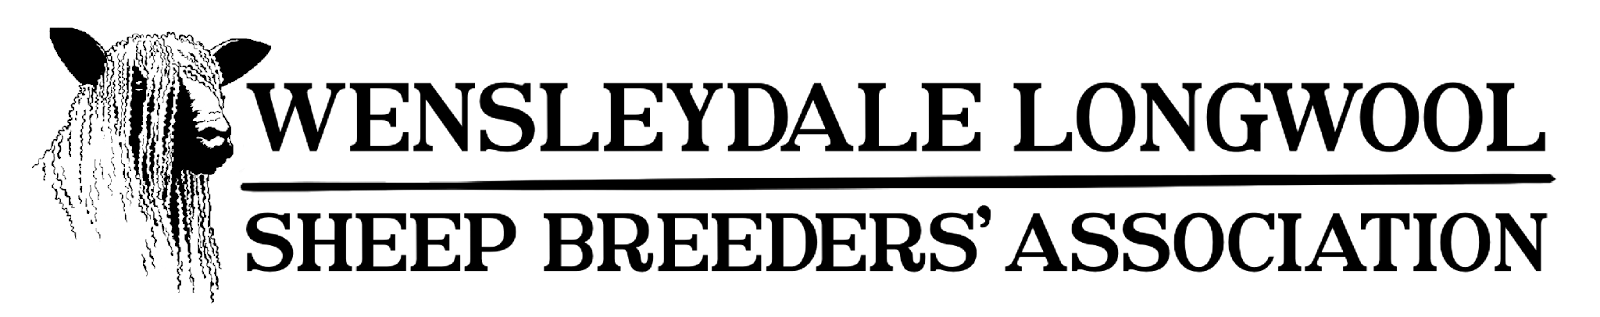 WENSLEYDALE LONGWOOL
SHEEP BREEDERS’ ASSOCIATION